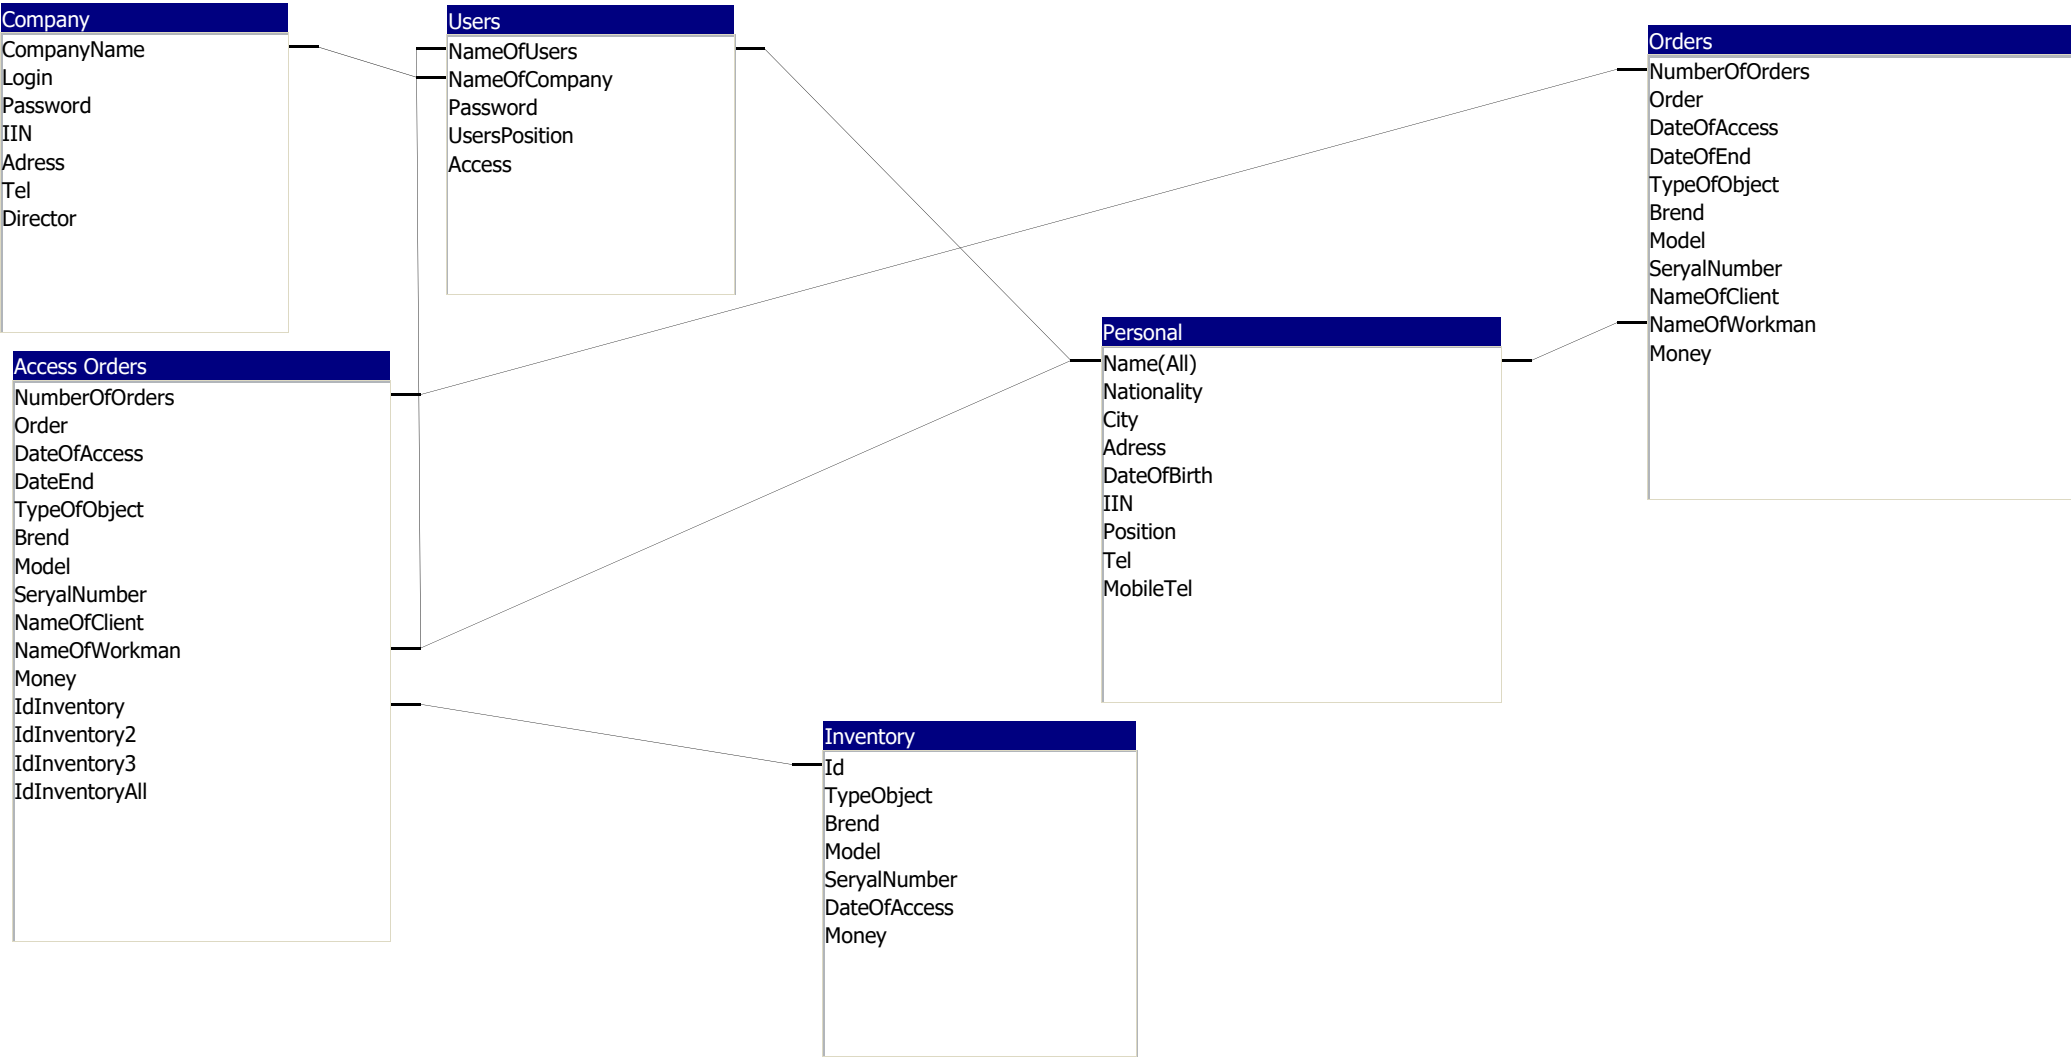 Company
CompanyName
Login
Password
IIN
Adress
Tel
Director
Users
NameOfUsers
NameOfCompany
Password
UsersPosition
Access
Orders
NumberOfOrders
Order
DateOfAccess
DateOfEnd
TypeOfObject
Brend
Model
SeryalNumber
NameOfClient
NameOfWorkman
Money
Access Orders
NumberOfOrders
Order
DateOfAccess
DateEnd
TypeOfObject
Brend
Model
SeryalNumber
NameOfClient
NameOfWorkman
Money
IdInventory
IdInventory2
IdInventory3
IdInventoryAll
Personal
Name(All)
Nationality
City
Adress
DateOfBirth
IIN
Position
Tel
MobileTel
Inventory
Id
TypeObject
Brend
Model
SeryalNumber
DateOfAccess
Money